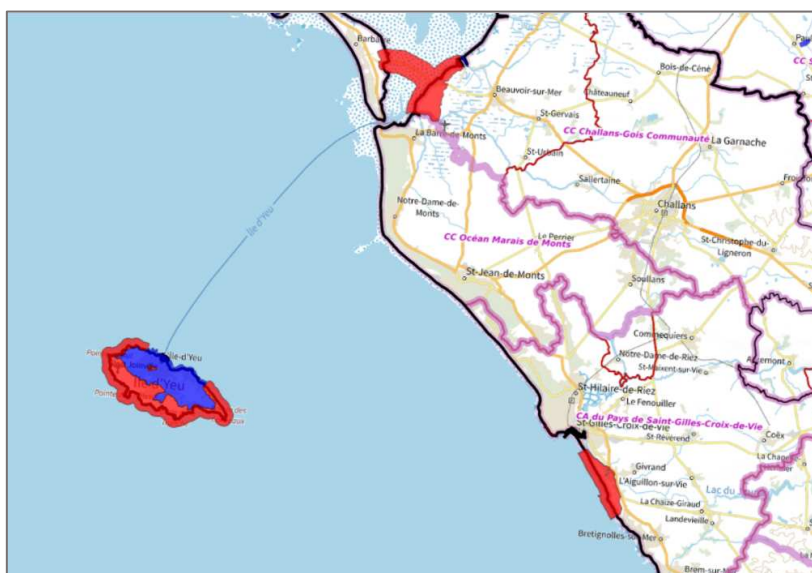 Barbâtre
Bois-de-Céné
Beauvoir-sur-Mer
Châteauneuf
St-Gervais
CC Challans-Gois Communauté
La Barre-de-Monts
La Garnache
St-Urbain
Sallertaine
Notre-Dame-de-
Monts
Challans
Île d'Yeu
Le Perrier
CC Océan Marais de Monts
St-Christophe-du-
Ligneron
St-Jean-de-Monts
Soullans
Commequiers
L'Île-d'Yeu
Notre-Dame-de-Riez
St-Maixent-sur-Vie
Île d'Yeu
St-Hilaire-de-Riez
Le Fenouiller
CA du Pays de Saint-Gilles-Croix-de-Vie
St-Gilles-Croix-de-Vie
St-Révérend
Coëx
Givrand
L'Aiguillon-sur-Vie
La Chaize-Giraud
Landevieille
Bretignolles-sur-Mer